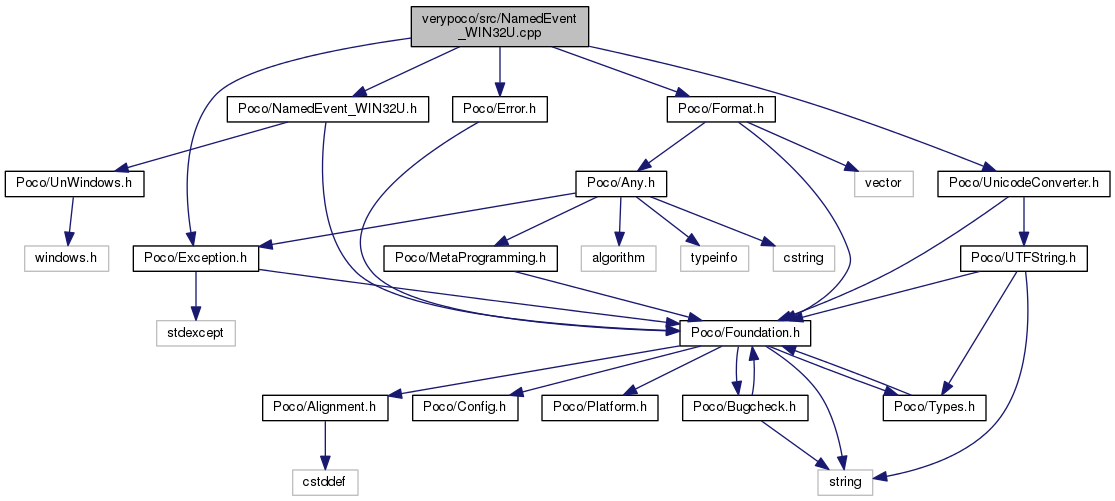 verypoco/src/NamedEvent
_WIN32U.cpp
Poco/NamedEvent_WIN32U.h
Poco/Error.h
Poco/Format.h
Poco/UnWindows.h
Poco/Any.h
vector
Poco/UnicodeConverter.h
windows.h
Poco/Exception.h
Poco/MetaProgramming.h
algorithm
typeinfo
cstring
Poco/UTFString.h
stdexcept
Poco/Foundation.h
Poco/Alignment.h
Poco/Config.h
Poco/Platform.h
Poco/Bugcheck.h
Poco/Types.h
cstddef
string